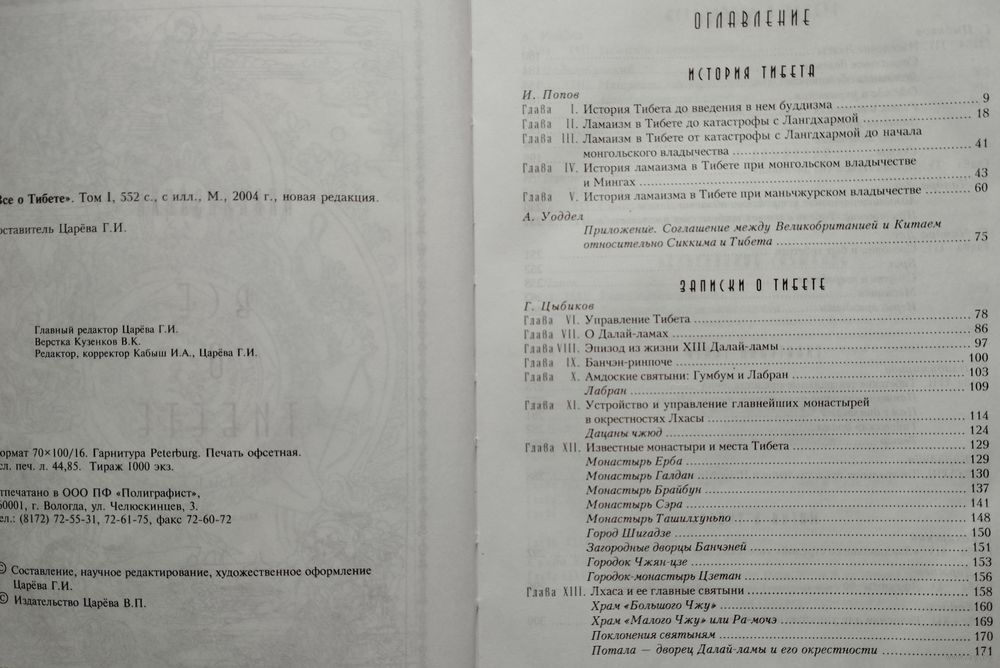 все о Тибете». Том I, 552 с., с илл., М., 2004 г., новая редакция.
оставитель Царёва Г.И.
Главный редактор Царёва Г.И.
Верстка Кузенков В.К.
Редактор, корректор Кабыш И.А., Царёва Г.И.
ормат 70×100/16. Гарнитура Peterburg. Печать офсетная.
сл. печ. л. 44,85. Тираж 1000 экз.
тпечатано в ООО ПФ «Полиграфист»,
60001, г. Вологда, ул. Челюскинцев, 3.
ел.: (8172) 72-55-31, 72-61-75, факс 72-60-72
© Составление, научное редактирование, художественное оформление
Царёва Г.И.
© Издательство Царёва В.П.
ОГЛАВЛЕНИЕ
ИСТОРИЯ ТИБЕТА
И. Попов
Глава I. История Тибета до введения в нем буддизма 9
Глава II. Ламаизм в Тибете до катастрофы с Лангдхармой 18
Глава III. Ламаизм в Тибете от катастрофы с Лангдхармой до начала
монгольского владычества 41
Глава IV. История ламаизма в Тибете при монгольском владычестве
и Мингах 43
Глава V. История ламаизма в Тибете при маньчжурском владычестве 60
А. Уоддел
Приложение. Соглашение между Великобританией и Китаем
относительно Сиккима и Тибета 75
ЗАПИСКИ О ТИБЕТЕ
Г. Цыбиков
Глава VI. Управление Тибета 78
Глава VII. О Далай-ламах 86
Глава VIII. Эпизод из жизни XIII Далай-ламы 97
Глава IX. Банчэн-ринпоче 100
Глава X. Амдоские святыни: Гумбум и Лабран 103
Лабран 109
Глава XI. Устройство и управление главнейших монастырей
в окрестностях Лхасы 114
Дацаны чжюд 124
Глава XII. Известные монастыри и места Тибета 129
Монастырь Ерба 129
Монастырь Галдан 130
Монастырь Брайбун 137
Монастырь Сэра 141
Монастырь Ташилхуньпо 148
Город Шигадзе 150
Загородные дворцы Банчэней 151
Городок Чжян-цзе 153
Городок-монастырь Цзетан 156
Глава XIII. Лхаса и ее главные святыни 158
Храм «Большого Чжу» 160
Храм «Малого Чжу» или Ра-мочэ 169
Поклонения святыням 170
Потала — дворец Далай-ламы и его окрестности 171